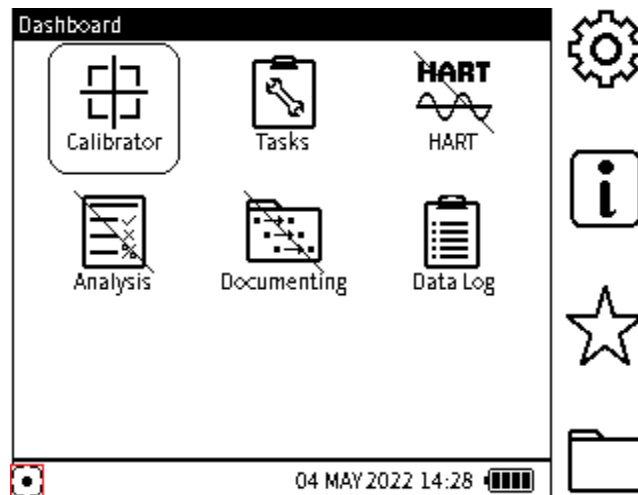 Dashboard
HART
Calibrator Tasks HART
Analysis Documenting Data Log
04 MAY 2022 14:28